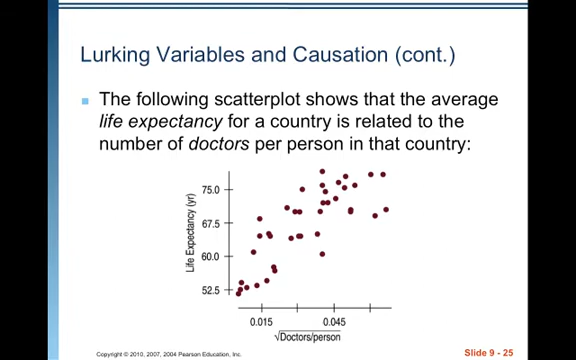 Lurking Variables and Causation (cont.)
The following scatterplot shows that the average
life expectancy for a country is related to the
number of doctors per person in that country:
75.0
67.5
60.0
52.5
Life Expectancy (yr)
0.015 0.045
√Doctors/person
Copyright © 2010, 2007, 2004 Pearson Education, Inc.
Slide 9 - 25